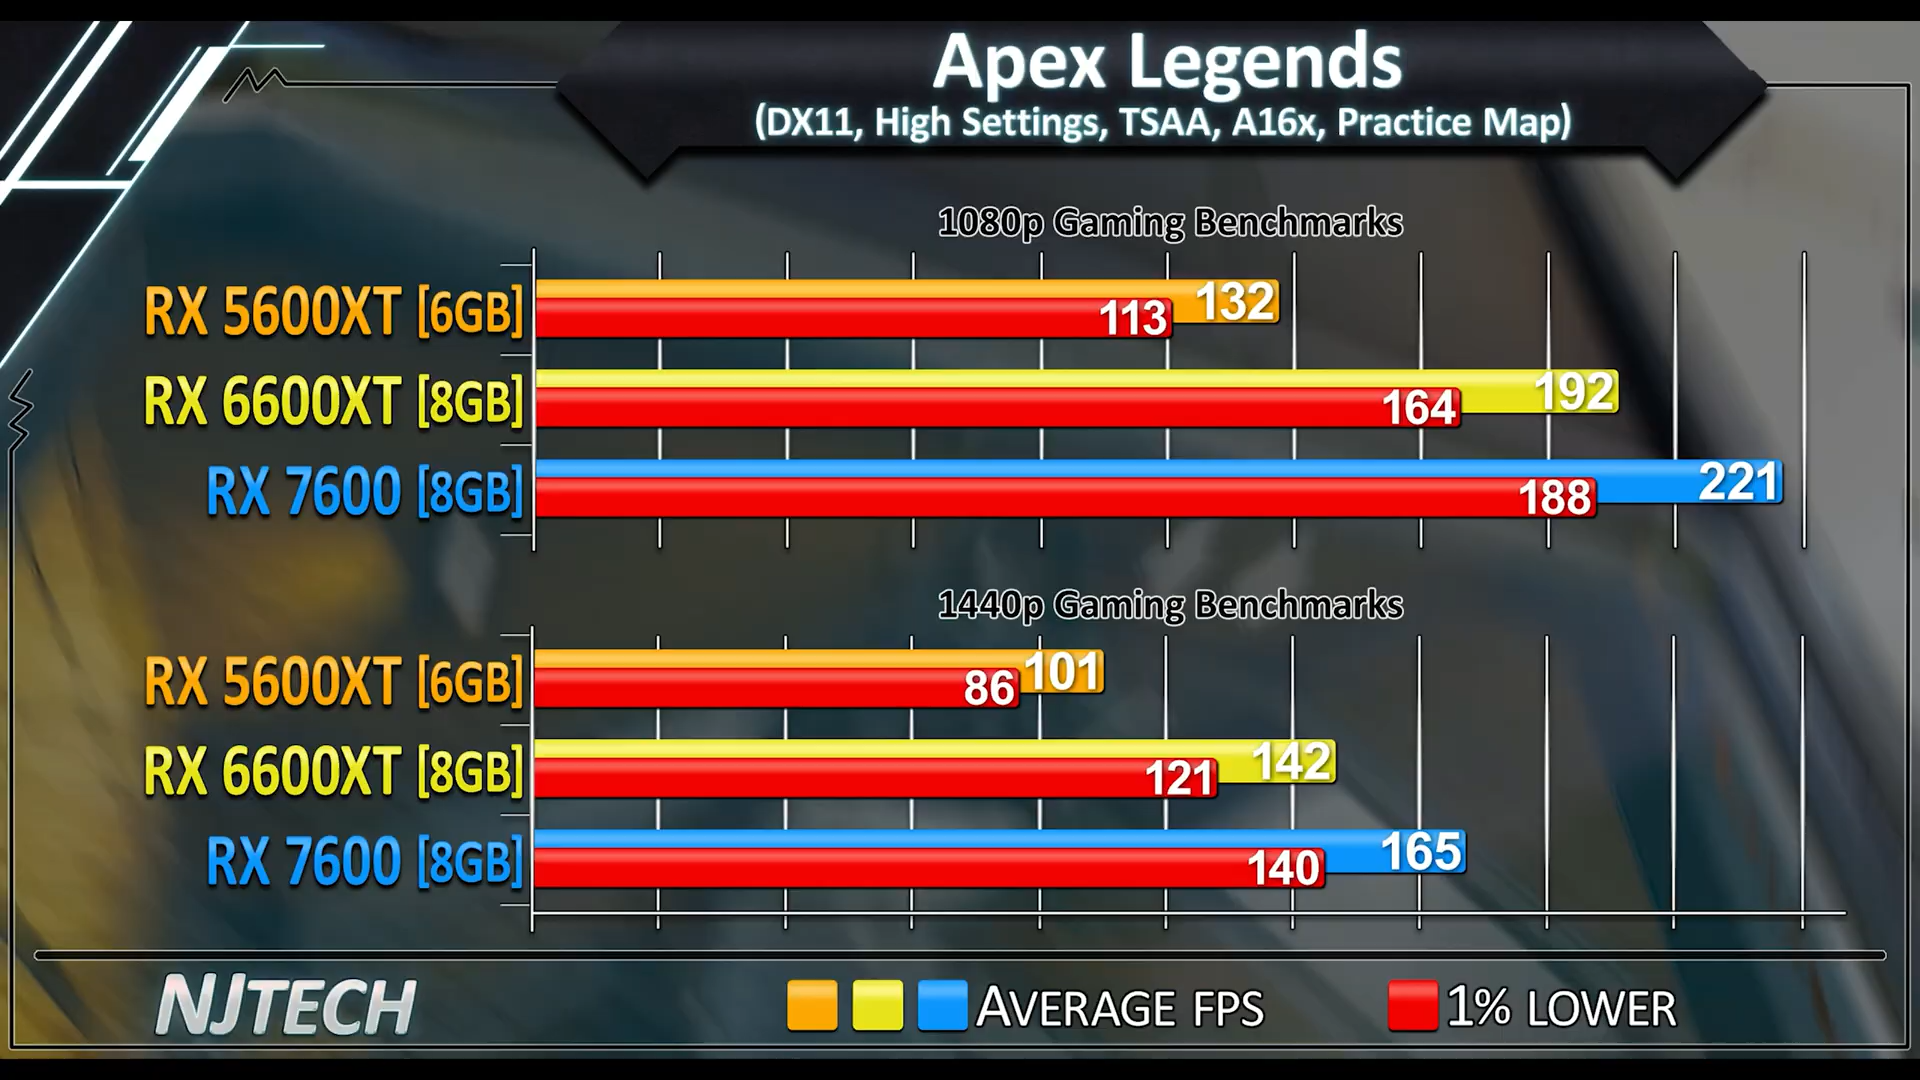 Apex Legends
(DX11, High Settings, TSAA, A16x, Practice Map)
1080p Gaming Benchmarks
RX 5600XT [6GB] 113 132
RX 6600XT [8GB] 164 192
RX 7600 [8GB] 188 221
1440p Gaming Benchmarks
RX 5600XT [6GB] 86 101
RX 6600XT [8GB] 121 142
RX 7600 [8GB] 140 165
NJTECH AVERAGE FPS 1% LOWER